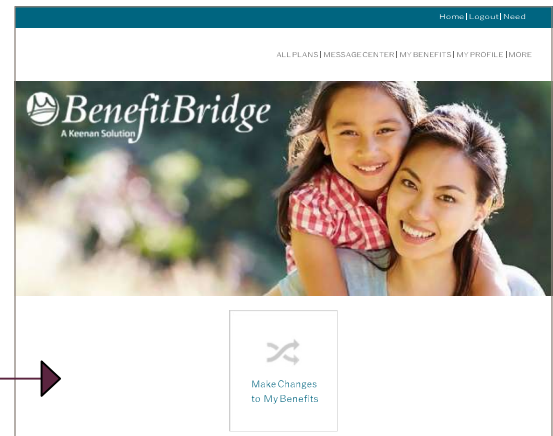 Home | Logout | Need
ALL PLANS | MESSAGE CENTER | MY BENEFITS | MY PROFILE | MORE
BenefitBridge
A Keenan Solution
Make Changes
to My Benefits